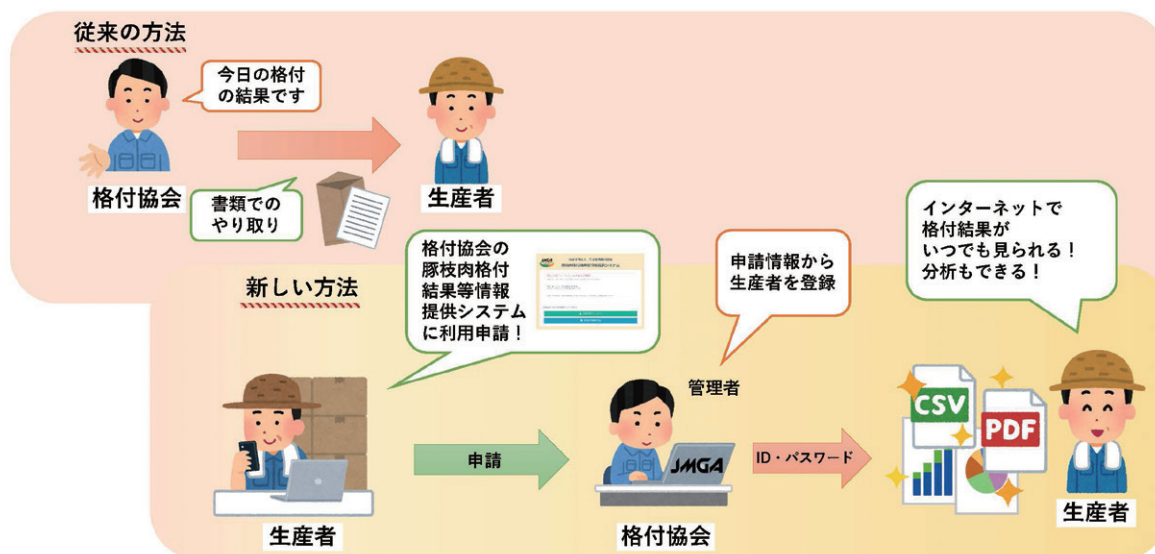 従来の方法
今日の格付
の結果です
格付協会
書類での
やり取り
生産者
新しい方法
格付協会の
豚枝肉格付
結果等情報
提供システム
に利用申請！
JMGA
申請情報から
生産者を登録
インターネットで
格付結果が
いつでも見られる！
分析もできる！
生産者
申請
管理者
JMGA
格付協会
ID・パスワード
CSV
PDF
生産者